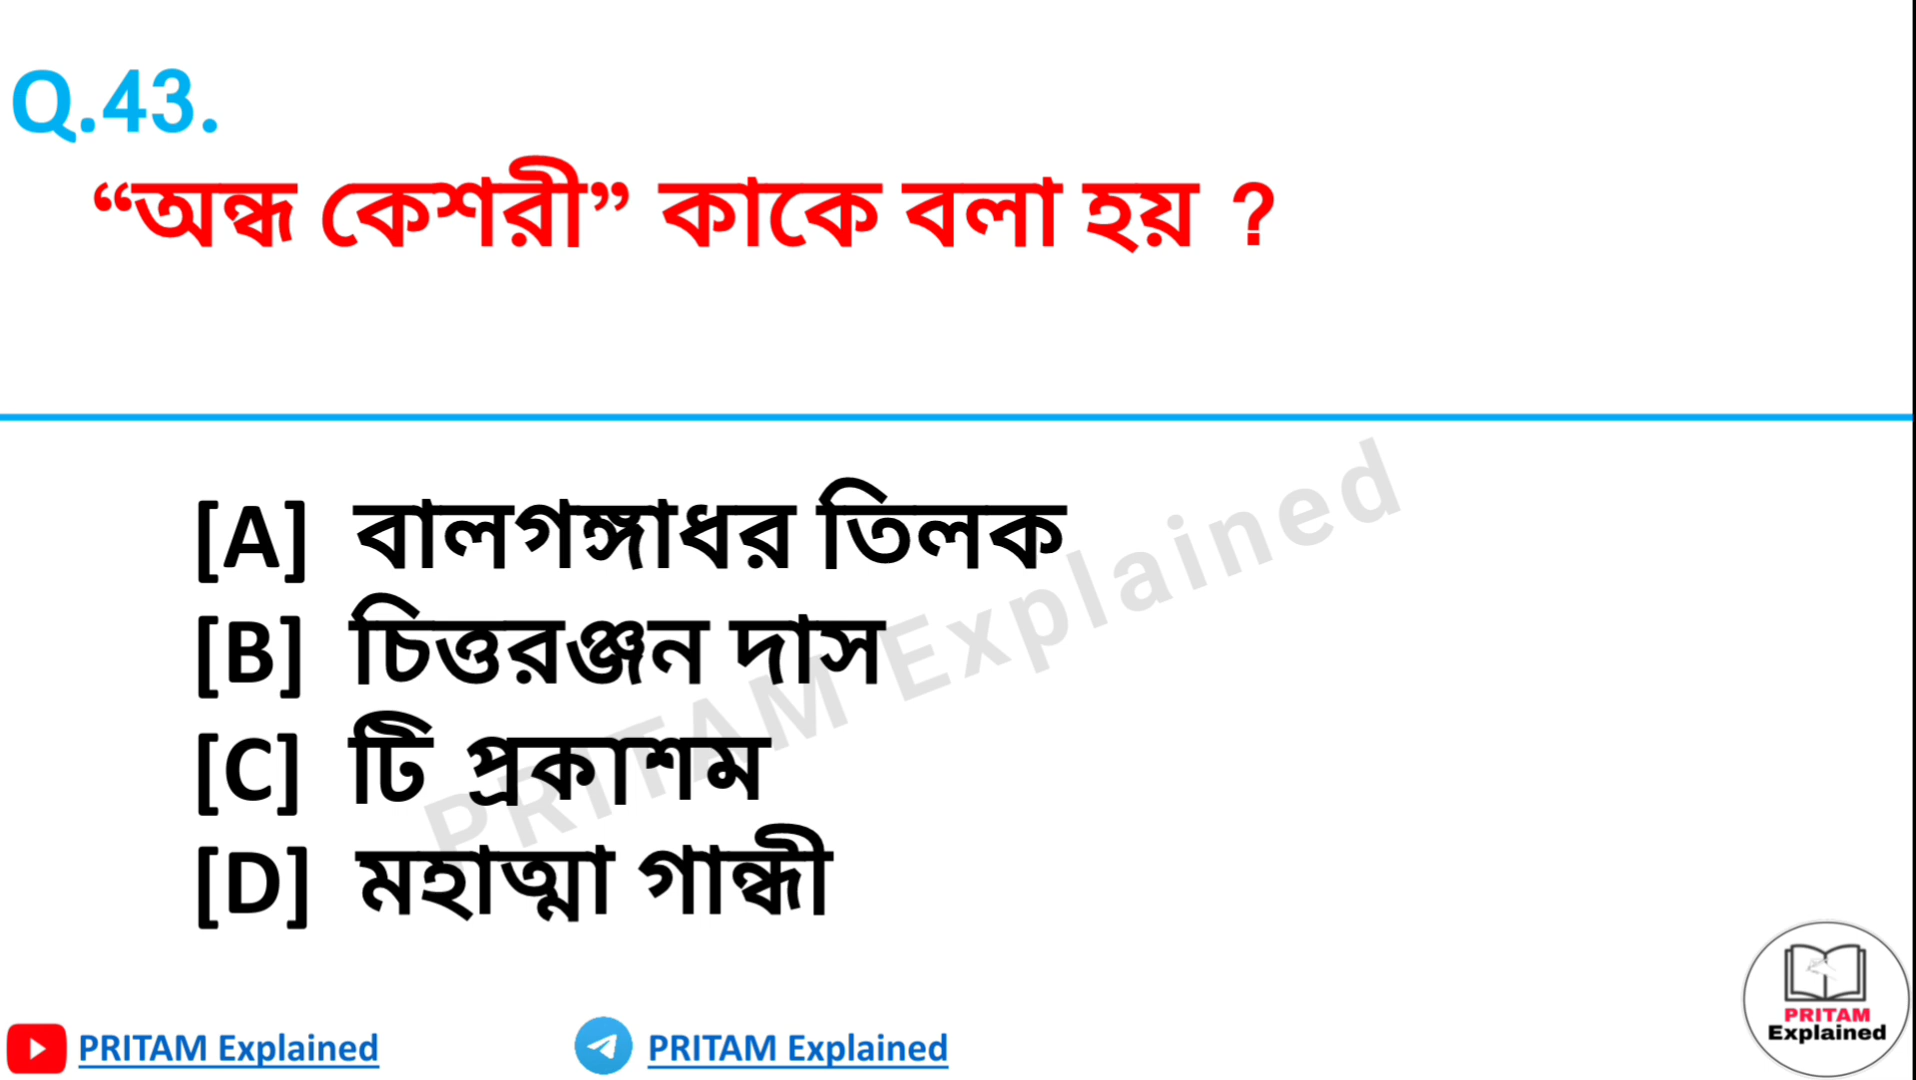 Q.43.
“অন্ধ কেশরী” কাকে বলা হয় ?
[A] বালগঙ্গাধর তিলক
[B] চিত্তরঞ্জন দাস
[C] টি প্রকাশম
[D] মহাত্মা গান্ধী
PRITAM Explained
PRITAM Explained
PRITAM Explained
PRITAM
Explained